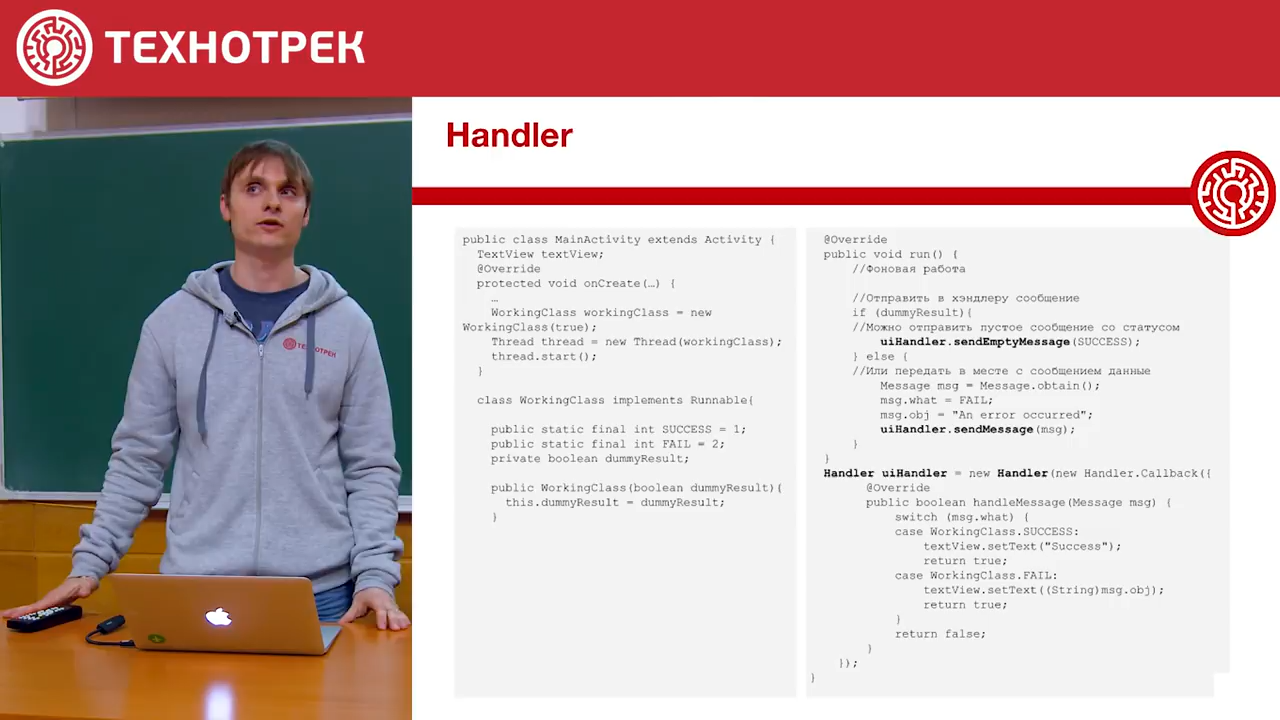 ТЕХНОТРЕК
Handler
ТЕХНОТРЕК
public class MainActivity extends Activity {
TextView textView;
@Override
protected void onCreate(…) {
…
WorkingClass workingClass = new
WorkingClass(true);
Thread thread = new Thread(workingClass);
thread.start();
}
class WorkingClass implements Runnable{
public static final int SUCCESS = 1;
public static final int FAIL = 2;
private boolean dummyResult;
public WorkingClass(boolean dummyResult){
this.dummyResult = dummyResult;
}
@Override
public void run() {
//Фоновая работа
//Отправить в хэндлеру сообщение
if (dummyResult){
//Можно отправить пустое сообщение со статусом
uiHandler.sendEmptyMessage(SUCCESS);
} else {
//Или передать в месте с сообщением данные
Message msg = Message.obtain();
msg.what = FAIL;
msg.obj = "An error occurred";
uiHandler.sendMessage(msg);
}
}
Handler uiHandler = new Handler(new Handler.Callback({
@Override
public boolean handleMessage(Message msg) {
switch (msg.what) {
case WorkingClass.SUCCESS:
textView.setText("Success");
return true;
case WorkingClass.FAIL:
textView.setText((String)msg.obj);
return true;
}
return false;
}
});
}